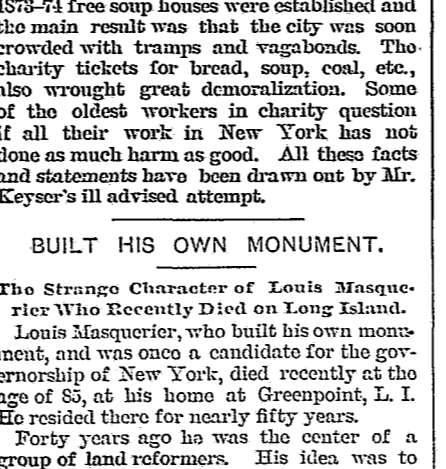 1873-74 free soup houses were established and
the main result was that the city was soon
crowded with tramps and vagabonds. The
charity tickets for bread, soup, coal, etc.,
also wrought great demoralization. Some
of the oldest workers in charity question
if all their work in New York has not
done as much harm as good. All these facts
and statements have been drawn out by Mr.
Keyser's ill advised attempt.
BUILT HIS OWN MONUMENT.
The Strange Character of Louis Masque-
rier Who Recently Died on Long Island.
Louis Masquerier, who built his own monu-
ment, and was once a candidate for the gov-
ernorship of New York, died recently at the
age of 85, at his home at Greenpoint, L. I.
He resided there for nearly fifty years.
Forty years ago he was the center of a
group of land reformers. His idea was to